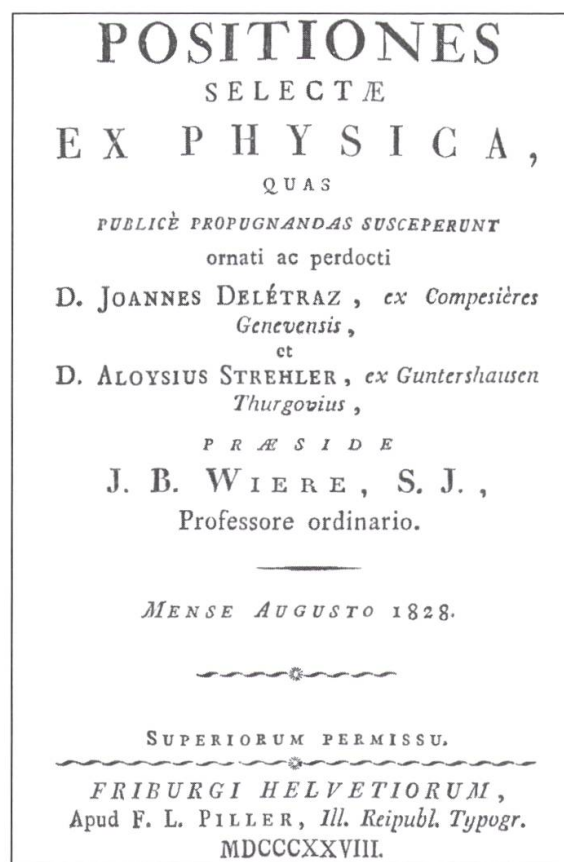 POSITIONES
SELECTÆ
EX PHYSICA,
QUAS
PUBLICÈ PROPUGNANDAS SUSCEPERUNT
ornati ac perdocti
D. JOANNES DELÉTRAZ, ex Compesières
Genevensis,
et
D. ALOYSIUS STREHLER, ex Guntershausen
Thurgovius,
PRÆSIDE
J. B. WIERE, S. J.,
Professore ordinario.
MENSE AUGUSTO 1828.
SUPERIORUM PERMISSU.
FRIBURGI HELVETIORUM,
Apud F. L. PILLER, Ill. Reipubl. Typogr.
MDCCCXXVIII.